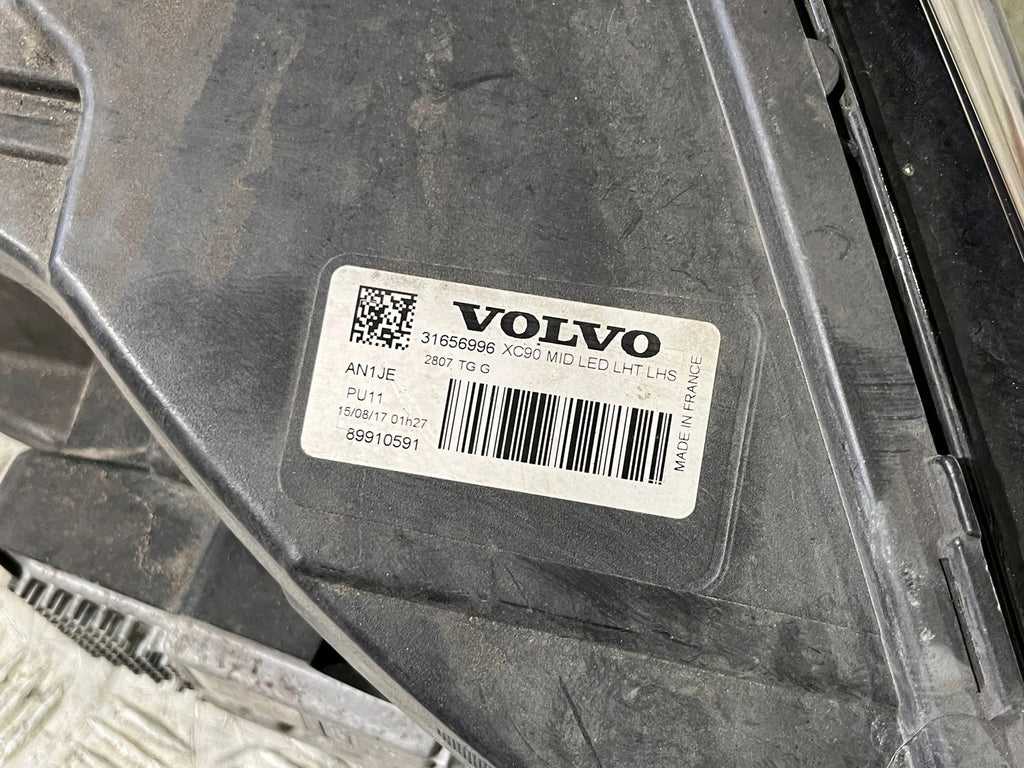 VOLVO
31656996 XC90 MID LED LHT LHS
2807 TG G
AN1JE
PU11
15/08/17 01h27
89910591
MADE IN FRANCE